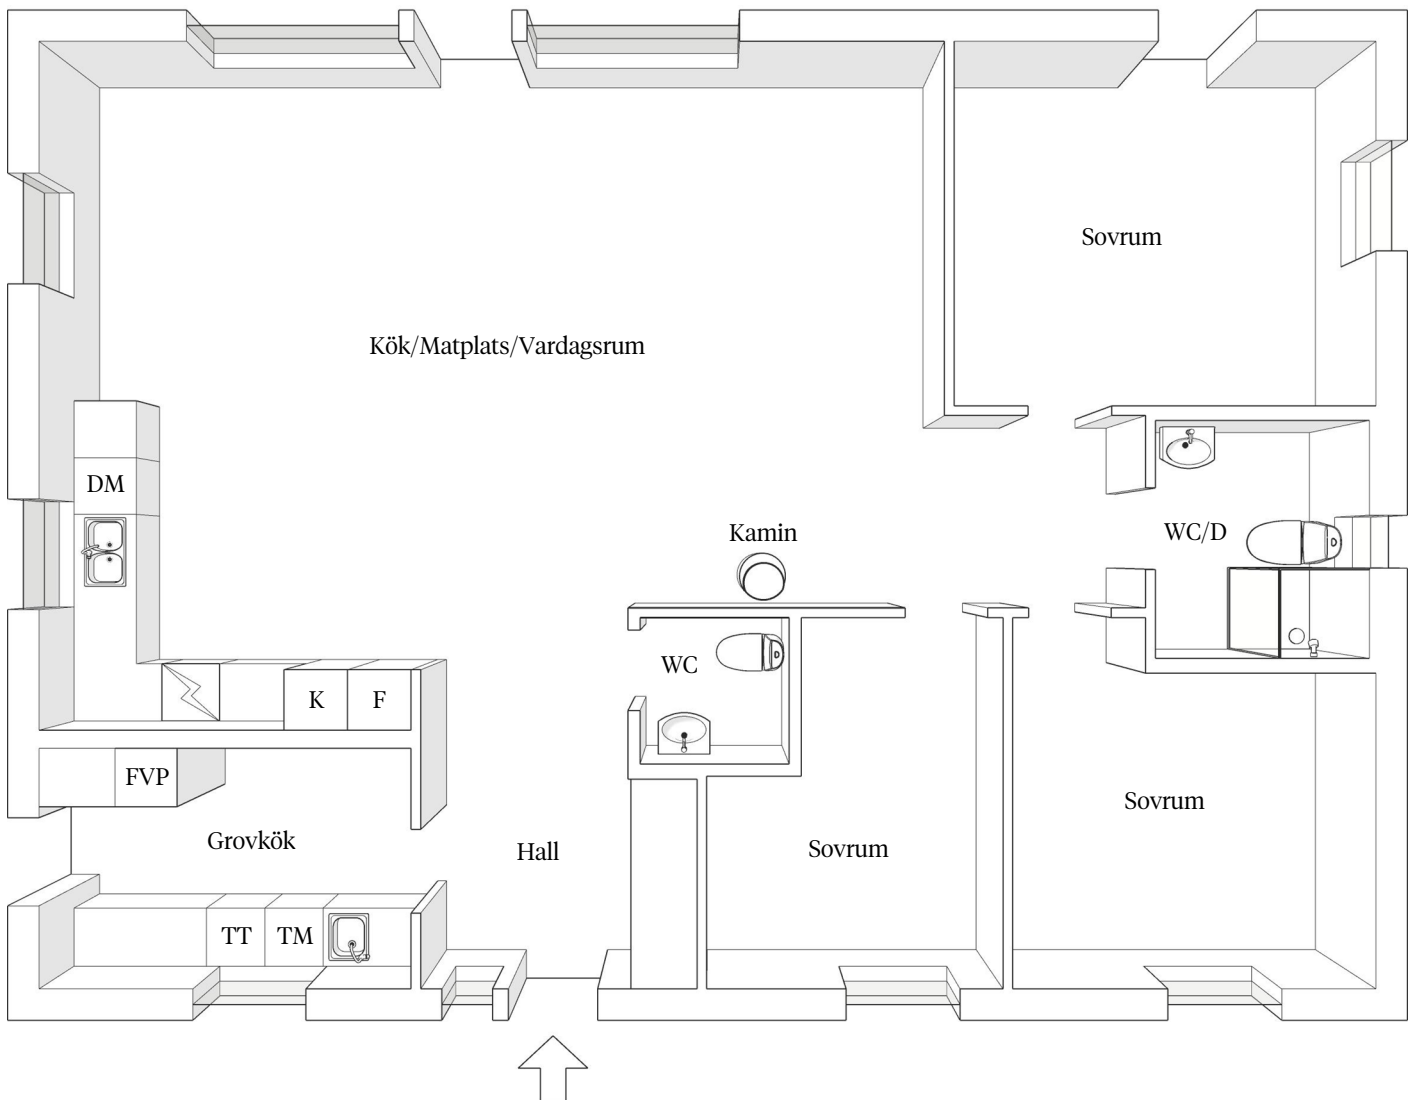 Sovrum
Kök/Matplats/Vardagsrum
DM
Kamin
WC/D
WC
K
F
FVP
Sovrum
Grovkök
Hall
Sovrum
TT
TM